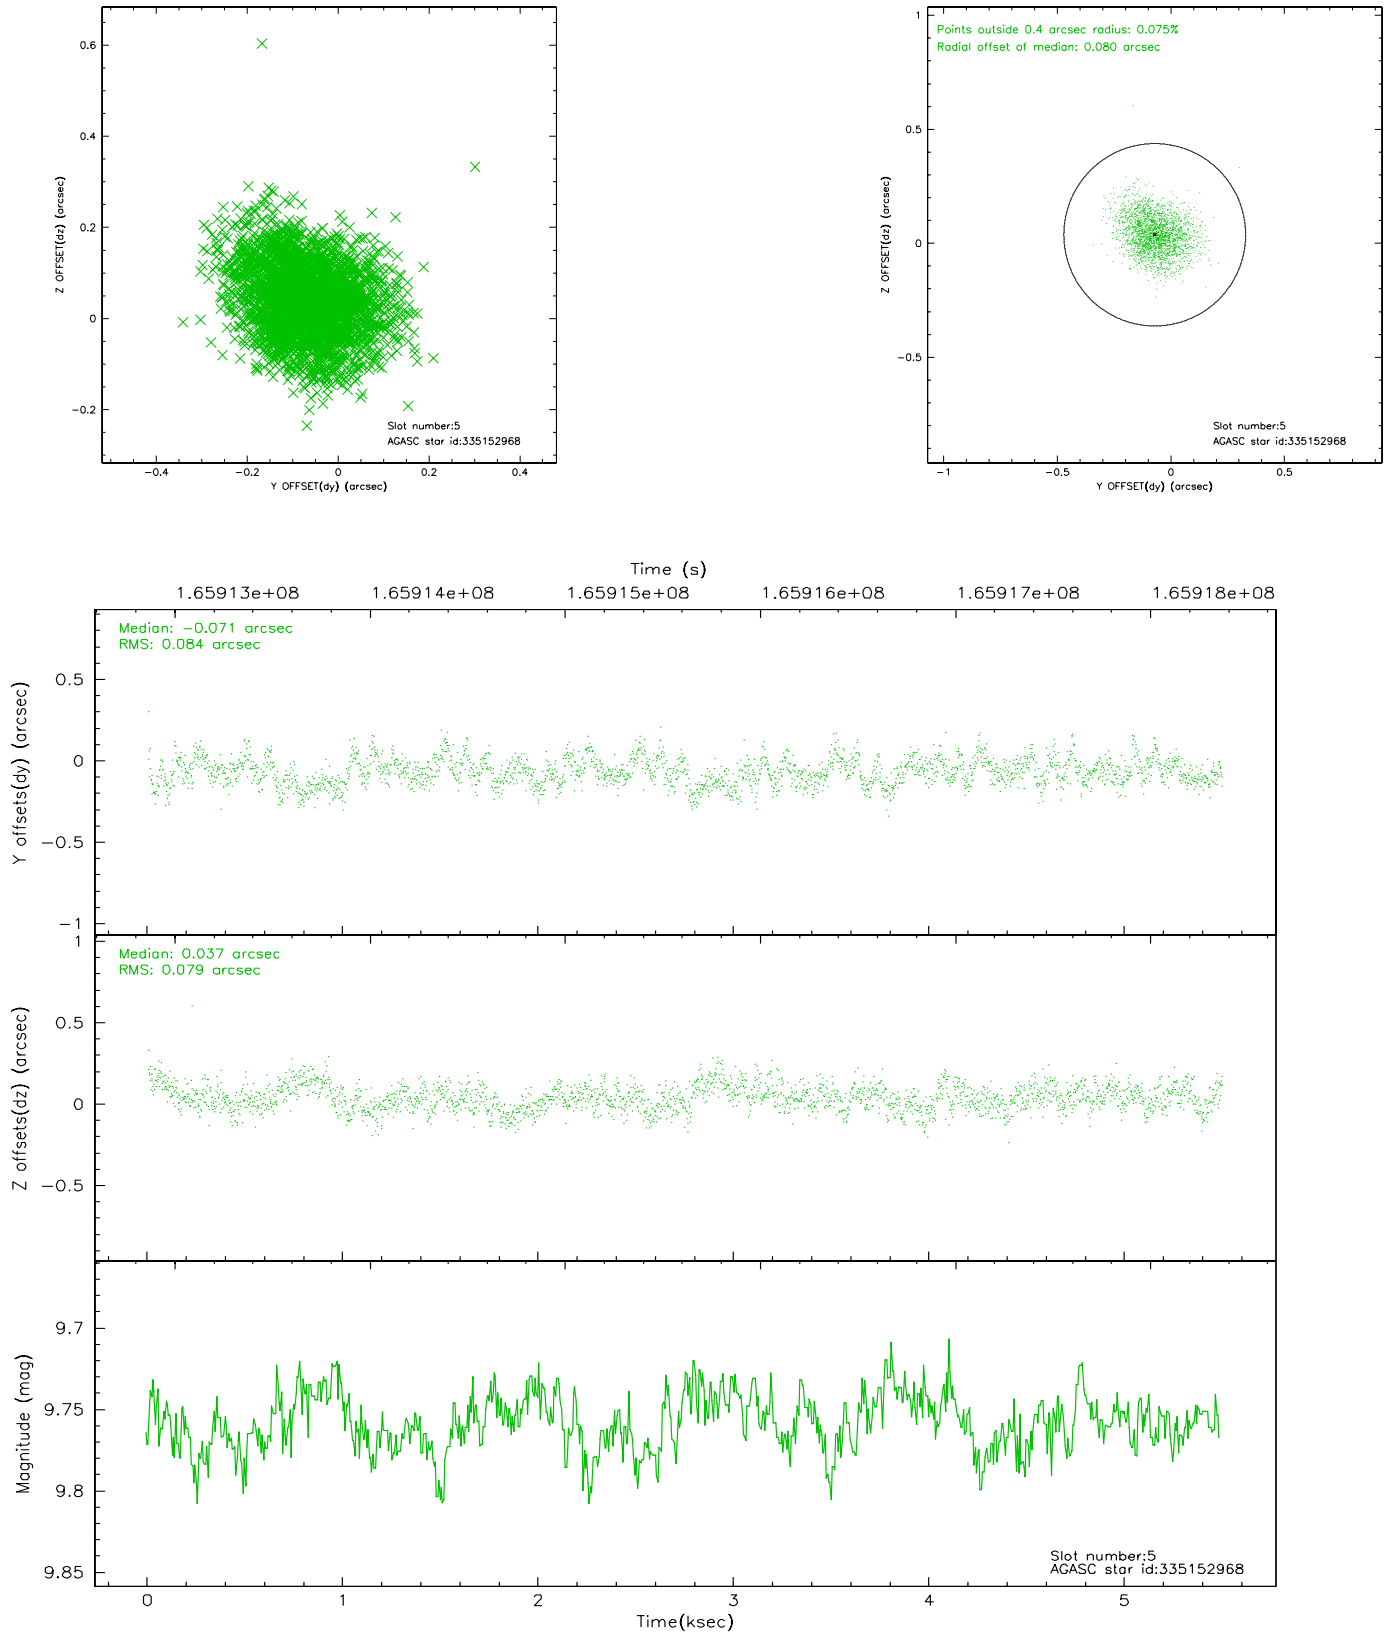 0.6
0.4
0.2
0
−0.2
Z OFFSET(dz) (arcsec)
Slot number:5
AGASC star id:335152968
−0.4 −0.2 0 0.2 0.4
Y OFFSET(dy) (arcsec)
Points outside 0.4 arcsec radius: 0.075%
Radial offset of median: 0.080 arcsec
1
0.5
0
−0.5
Z OFFSET(dz) (arcsec)
Slot number:5
AGASC star id:335152968
−1 −0.5 0 0.5
Y OFFSET(dy) (arcsec)
Time (s)
1.65913e+08 1.65914e+08 1.65915e+08 1.65916e+08 1.65917e+08 1.65918e+08
Median: −0.071 arcsec
RMS: 0.084 arcsec
0.5
0
−0.5
−1
Y offsets(dy) (arcsec)
Median: 0.037 arcsec
RMS: 0.079 arcsec
1
0.5
0
−0.5
Z offsets(dz) (arcsec)
9.7
9.75
9.8
9.85
Magnitude (mag)
Slot number:5
AGASC star id:335152968
0 1 2 3 4 5
Time(ksec)